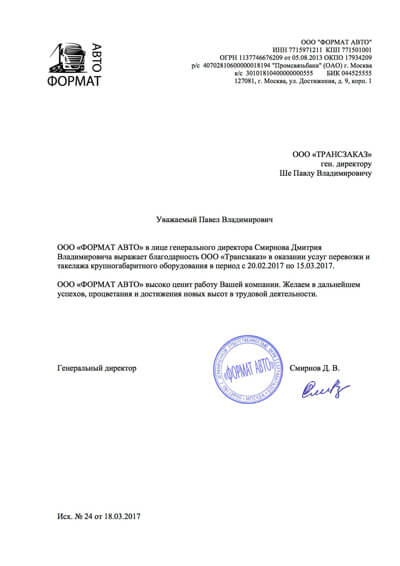 АВТО
ФОРМАТ
ООО "ФОРМАТ АВТО"
ИНН 7715971211 КПП 771501001
ОГРН 1137746676209 от 05.08.2013 ОКПО 17934209
р/с 40702810600000018194 "Промсвязьбанк" (ОАО) г. Москва
к/с 30101810400000000555 БИК 044525555
127081, г. Москва, ул. Достяжения, д. 9, корп. 1
ООО «ТРАНСЗАКАЗ»
ген. директору
Ше Павлу Владимировичу
Уважаемый Павел Владимирович
ООО «ФОРМАТ АВТО» в лице генерального директора Смирнова Дмитрия
Владимировича выражает благодарность ООО «Трансзаказ» в оказании услуг перевозки и
такелажа крупногабаритного оборудования в период с 20.02.2017 по 15.03.2017.
ООО «ФОРМАТ АВТО» высоко ценит работу Вашей компании. Желаем в дальнейшем
успехов, процветания и достижения новых высот в трудовой деятельности.
Генеральный директор
«ФОРМАТ АВТО»
Смирнов Д. В.
Исх. № 24 от 18.03.2017